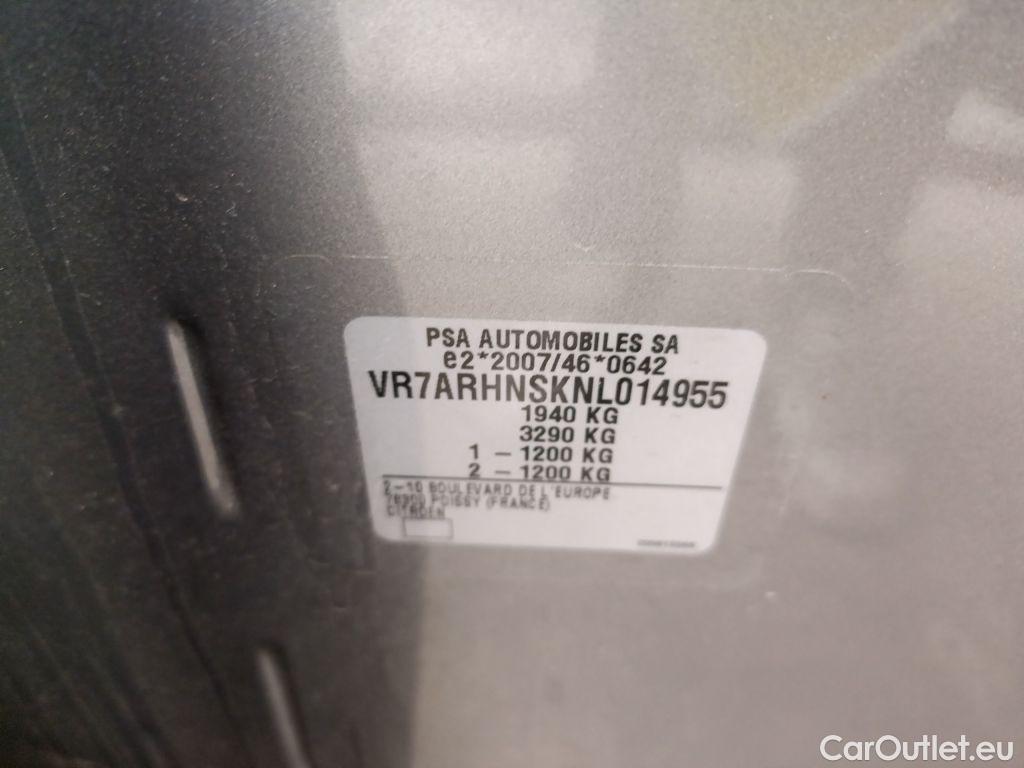 PSA AUTOMOBILES SA
e2*2007/46*0642
VR7ARHNSKNL014955
1940 KG
3290 KG
1 – 1200 KG
2 – 1200 KG
2–10 BOULEVARD DE L'EUROPE
78300 POISSY (FRANCE)
CITROEN
CarOutlet.eu